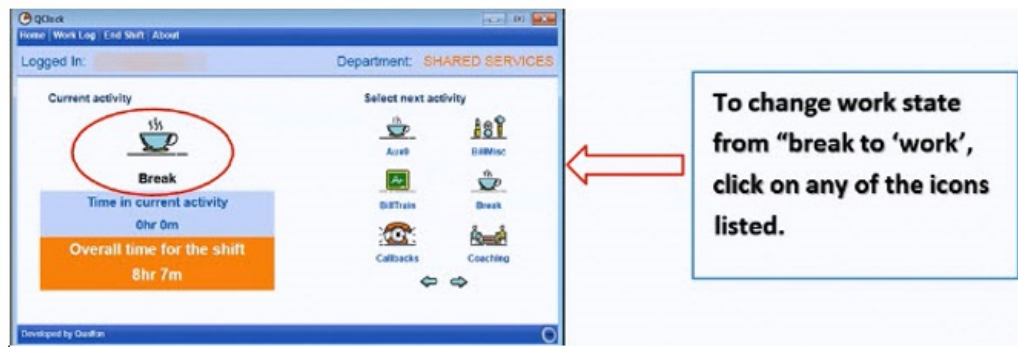 QClock
Home | Work Log | End Shift | About
Logged In:
Department: SHARED SERVICES
Current activity
Break
Time in current activity
0hr 0m
Overall time for the shift
8hr 7m
Select next activity
Aux0 BillMisc
BillTrain Break
Callbacks Coaching
Developed by Qualfon
To change work state
from “break to ‘work’,
click on any of the icons
listed.